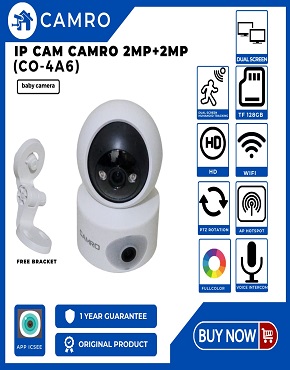 CAMRO
IP CAM CAMRO 2MP+2MP
(CO-4A6)
baby camera
DUAL SCREEN
TF 128GB
HD
HD
WIFI
PTZ ROTATION
AP HOTSPOT
CAMRO
FREE BRACKET
FULLCOLOR
VOICE INTERCOM
1 YEAR GUARANTEE
APP ICSEE
ORIGINAL PRODUCT
BUY NOW